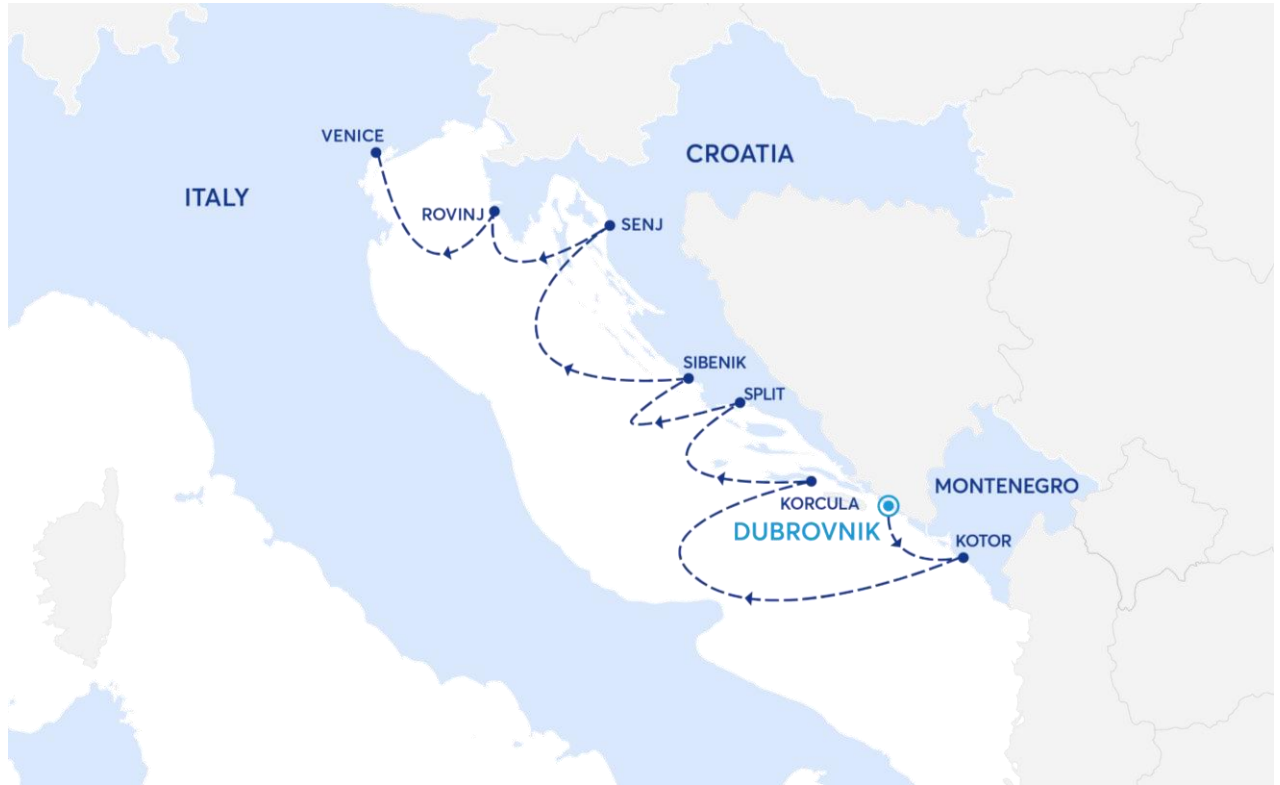 VENICE
CROATIA
ITALY
ROVINJ
SENJ
SIBENIK
SPLIT
MONTENEGRO
KORCULA
DUBROVNIK
KOTOR